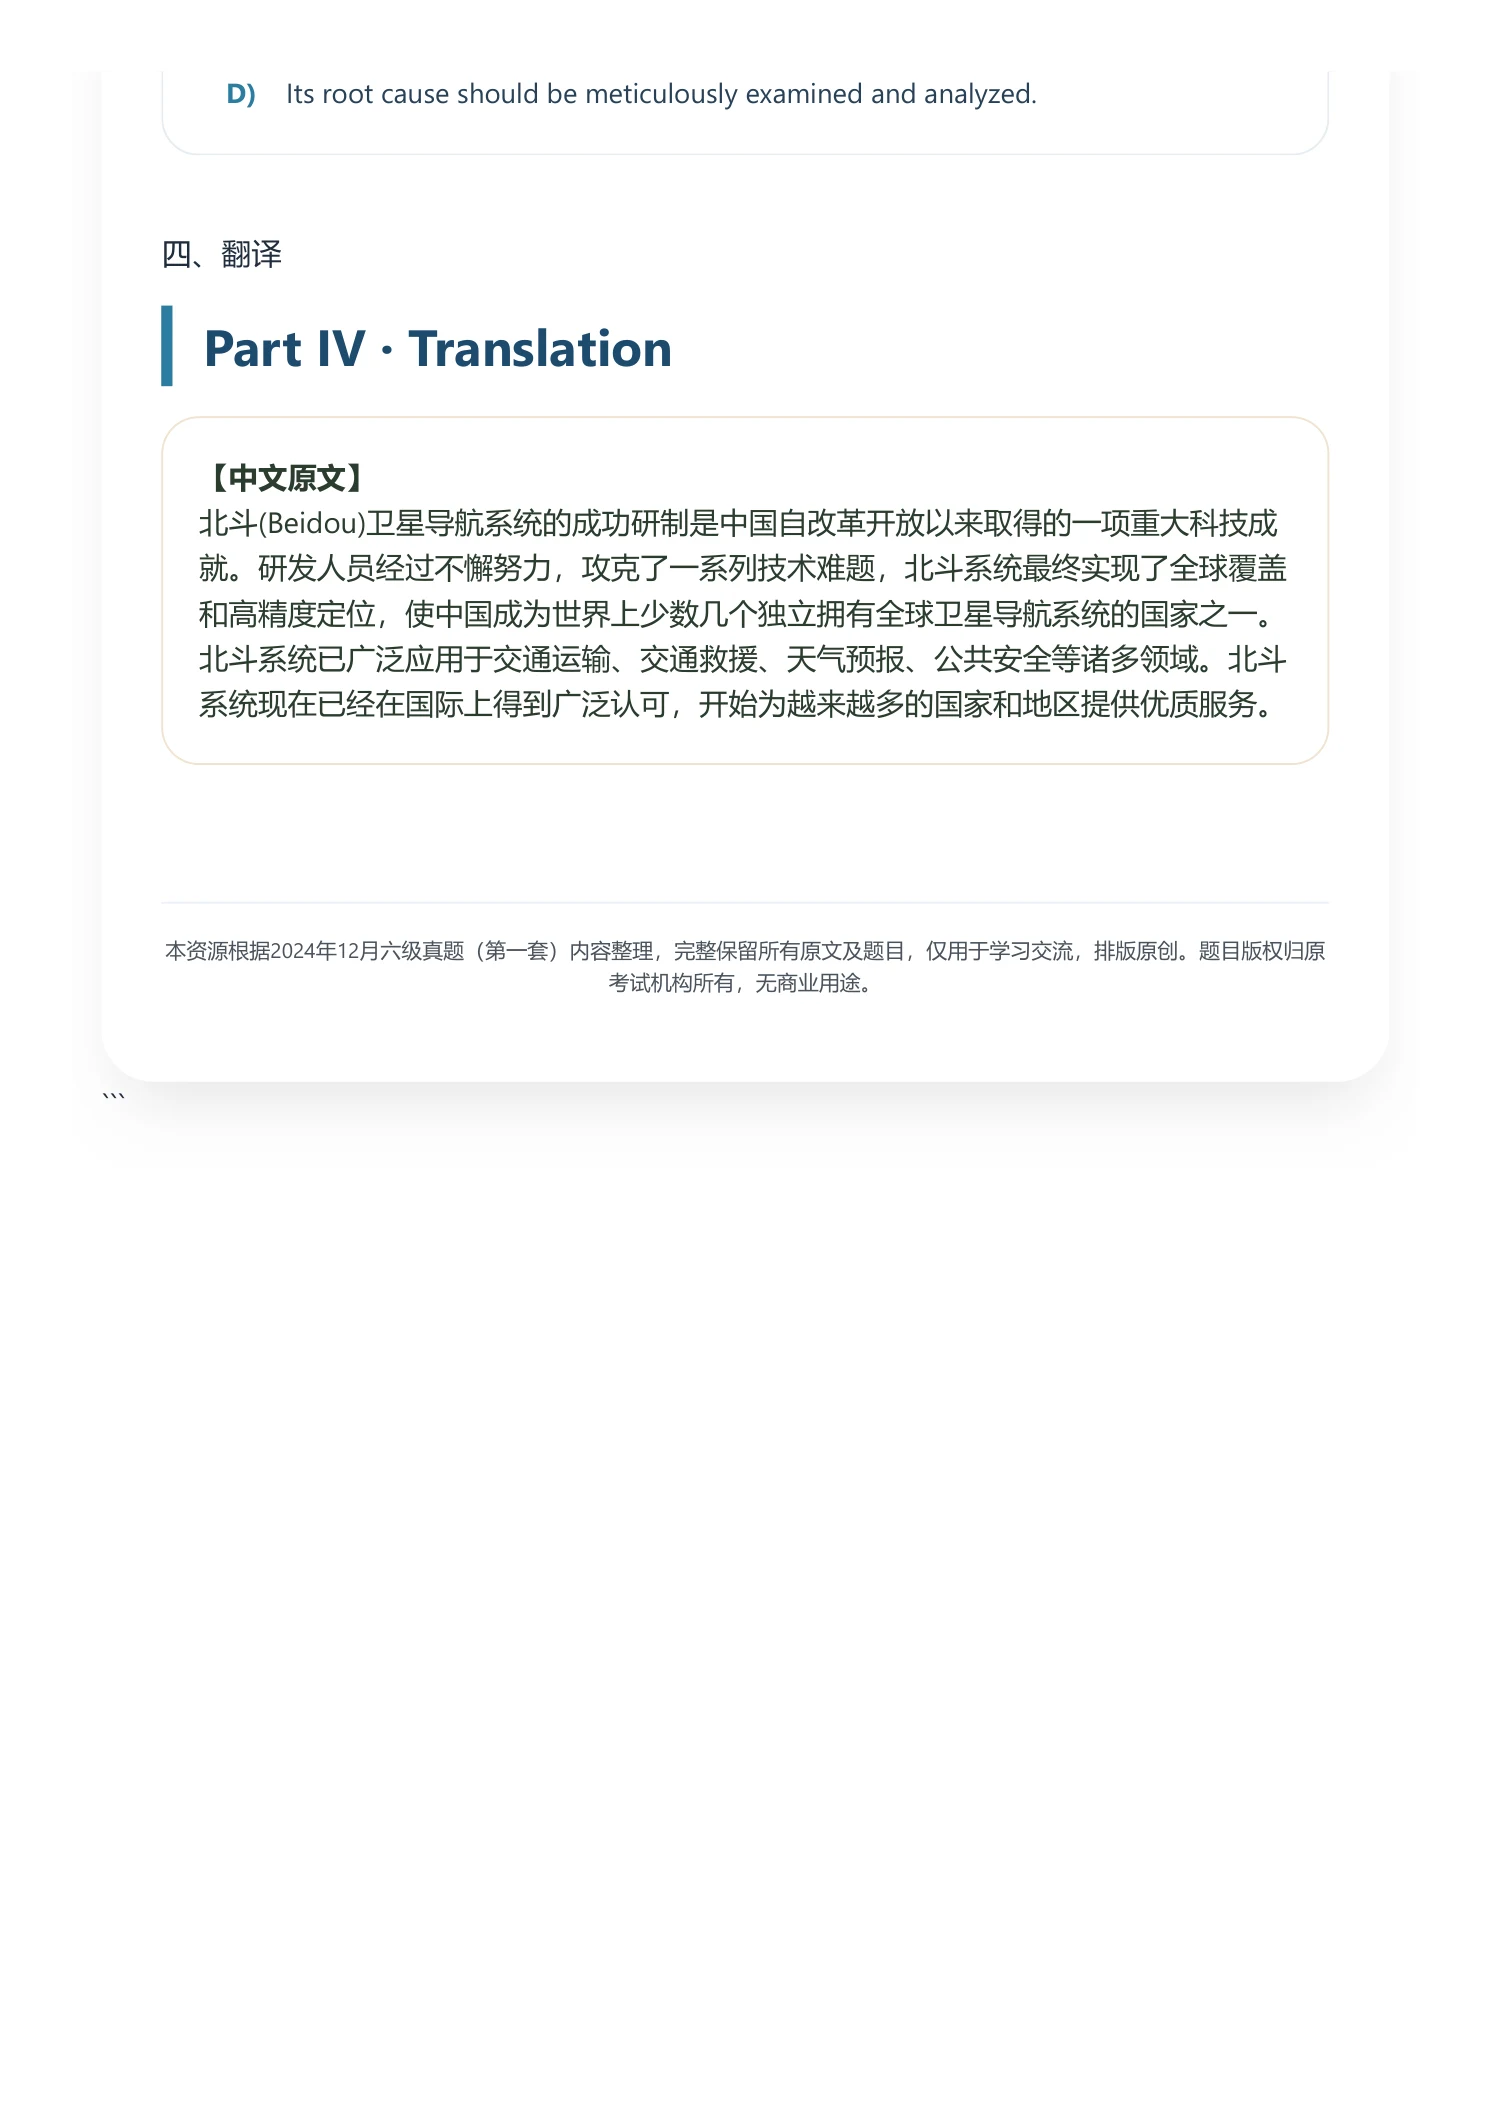 D) Its root cause should be meticulously examined and analyzed.
四、翻译
Part IV · Translation
【中文原文】
北斗(Beidou)卫星导航系统的成功研制是中国自改革开放以来取得的一项重大科技成
就。研发人员经过不懈努力，攻克了一系列技术难题，北斗系统最终实现了全球覆盖
和高精度定位，使中国成为世界上少数几个独立拥有全球卫星导航系统的国家之一。
北斗系统已广泛应用于交通运输、交通救援、天气预报、公共安全等诸多领域。北斗
系统现在已经在国际上得到广泛认可，开始为越来越多的国家和地区提供优质服务。
本资源根据2024年12月六级真题（第一套）内容整理，完整保留所有原文及题目，仅用于学习交流，排版原创。题目版权归原
考试机构所有，无商业用途。
```